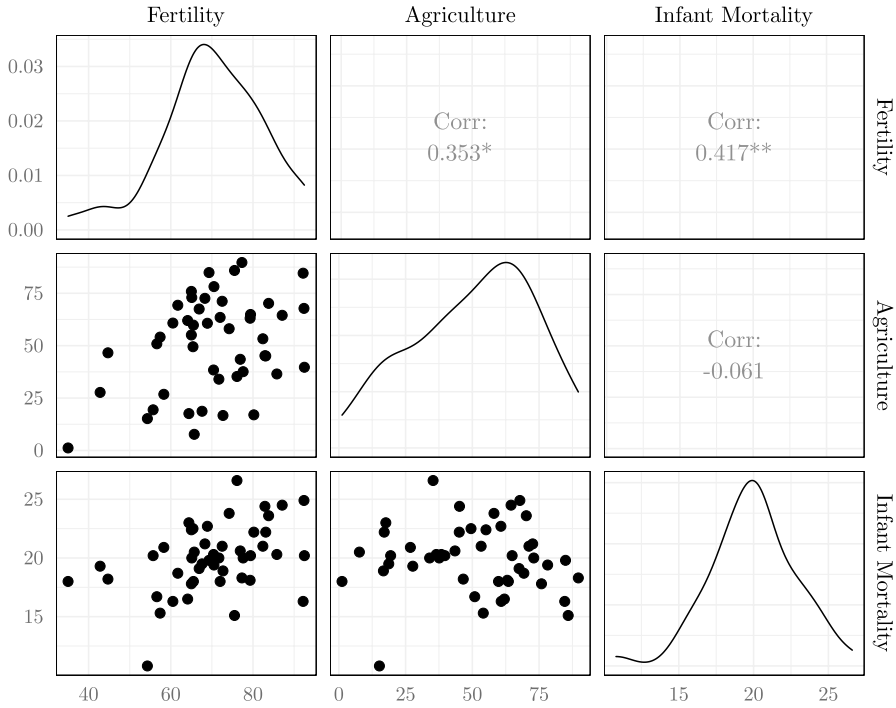 Fertility
Agriculture
Infant Mortality
0.03
0.02
0.01
0.00
Corr:
0.353*
Corr:
0.417**
Fertility
75
50
25
0
Corr:
-0.061
Agriculture
25
20
15
Infant Mortality
40 60 80
0 25 50 75
15 20 25